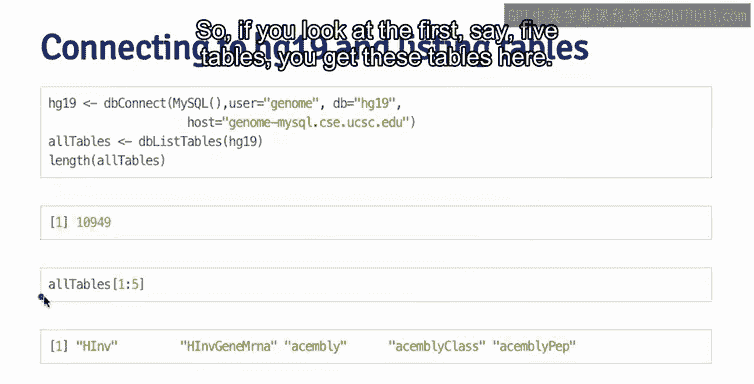 Connecting to hg19 and listing tables
So, if you look at the first, say, five
tables, you get these tables here.
hg19 <- dbConnect(MySQL(),user="genome", db="hg19",
host="genome-mysql.cse.ucsc.edu")
allTables <- dbListTables(hg19)
length(allTables)
[1] 10949
allTables[1:5]
[1] "HInv" "HInvGeneMrna" "acembly" "acemblyClass" "acemblyPep"